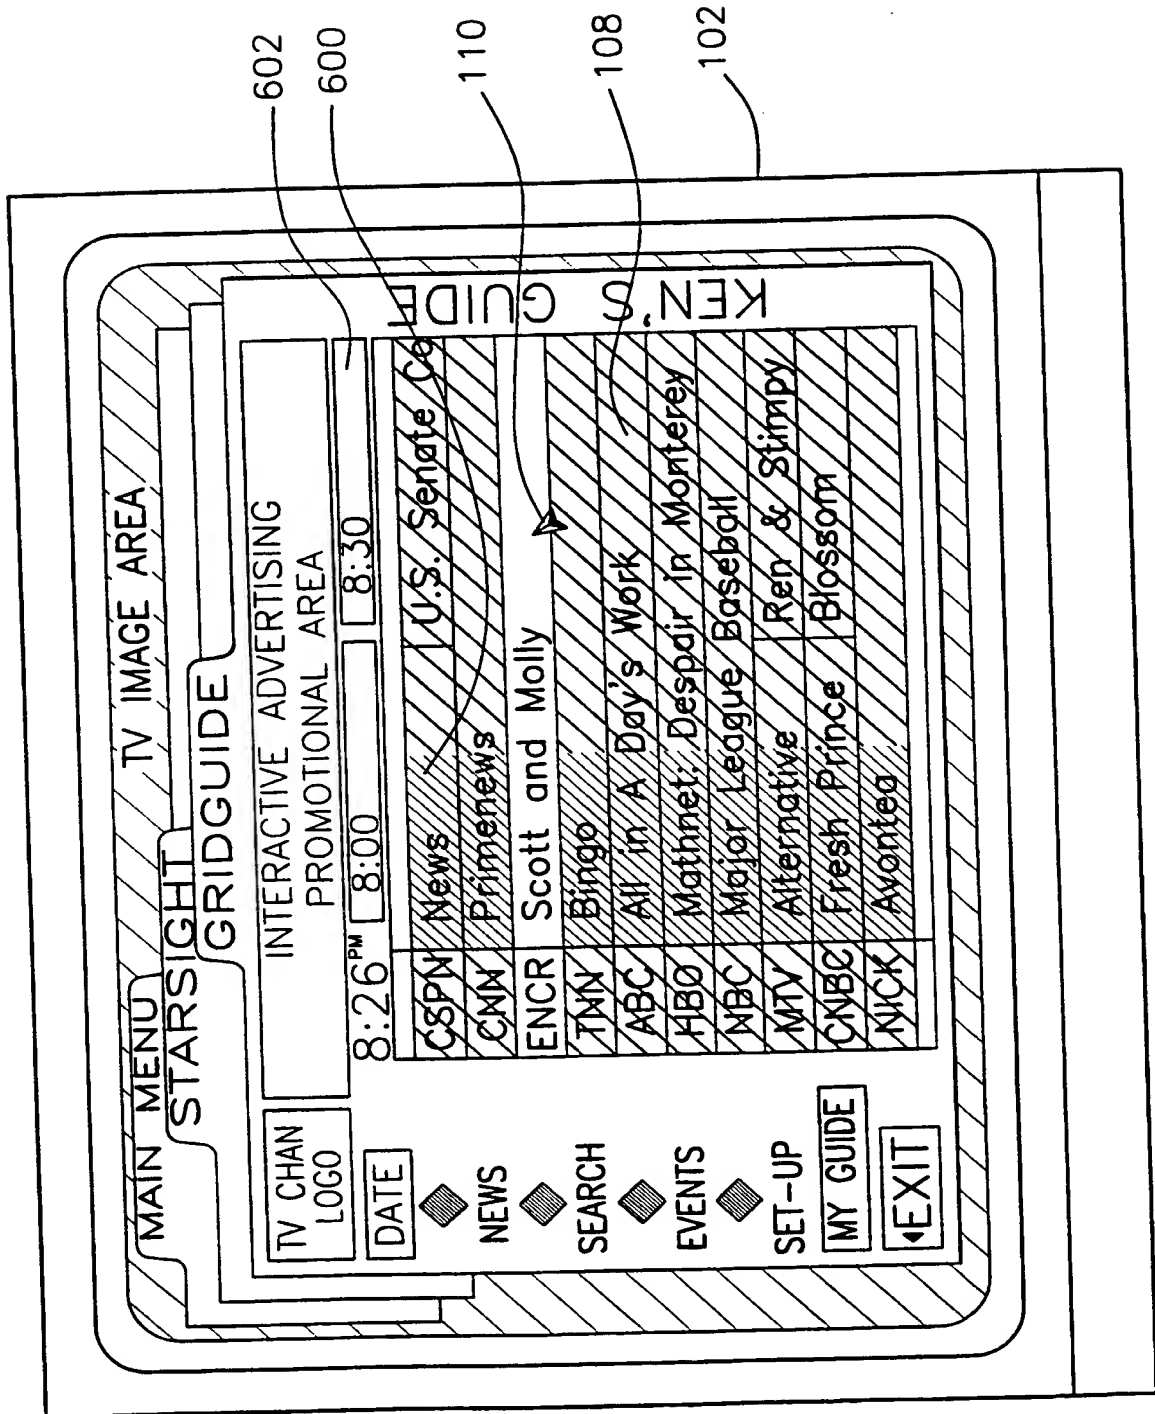 TV IMAGE AREA
MAIN MENU
STARSIGHT
GRIDGUIDE
TV CHAN
LOGO
INTERACTIVE ADVERTISING
PROMOTIONAL AREA
DATE
8:26PM
8:00
8:30
CSPN News U.S. Senate Co
CNN Primenews
ENCR Scott and Molly
TNN Bingo
ABC All in A Day's Work
HBO Mathnet: Despair in Monterey
NBC Major League Baseball
MTV Alternative Ren & Stimpy
CNBC Fresh Prince Blossom
NICK Avontea
NEWS
SEARCH
EVENTS
SET-UP
MY GUIDE
EXIT
KEN'S GUIDE
602
600
110
108
102